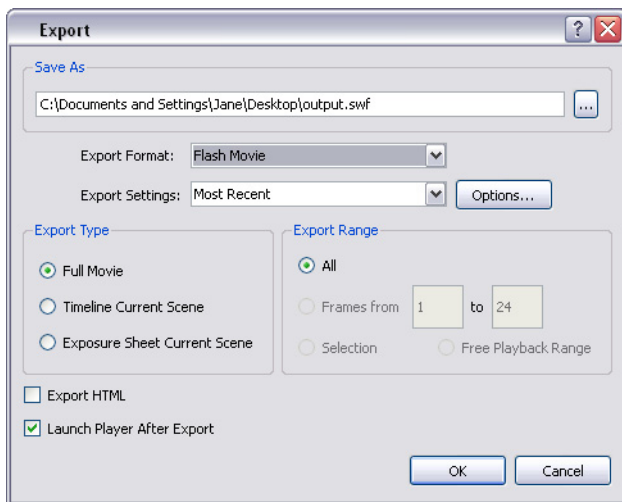 Export
Save As
C:\Documents and Settings\Jane\Desktop\output.swf
...
Export Format: Flash Movie
Export Settings: Most Recent Options...
Export Type
Full Movie
Timeline Current Scene
Exposure Sheet Current Scene
Export Range
All
Frames from 1 to 24
Selection Free Playback Range
Export HTML
Launch Player After Export
OK Cancel